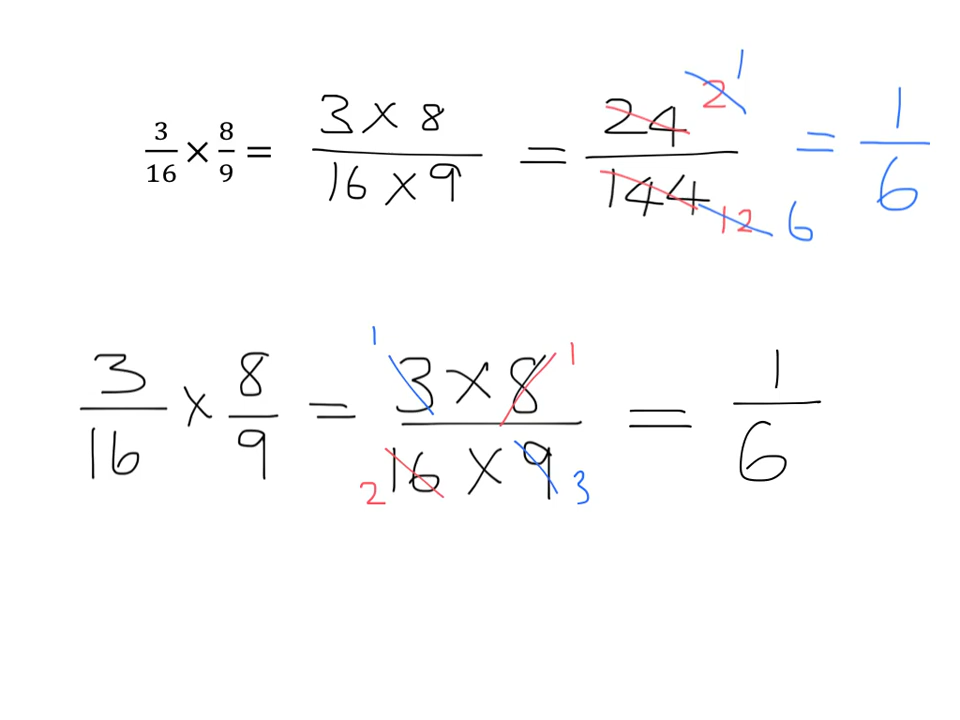 3/16 × 8/9 = (3 × 8)/(16 × 9) = 24/144 2/12 1/6 = 1/6
3/16 × 8/9 = (3 × 8)/(16 × 9) 1 1 2 3 = 1/6